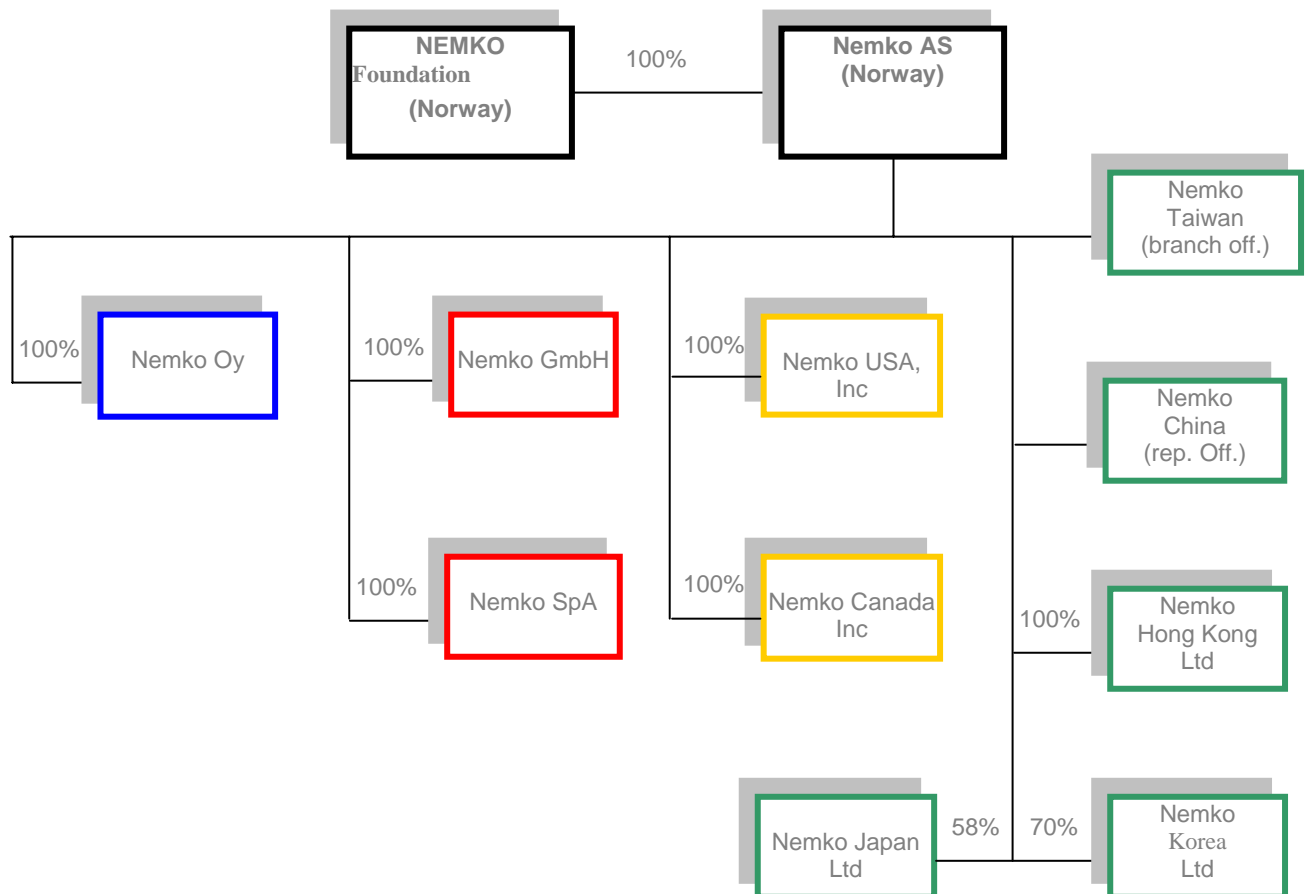 NEMKO
Foundation
(Norway)
100%
Nemko AS
(Norway)
Nemko
Taiwan
(branch off.)
100%
Nemko Oy
100%
Nemko GmbH
100%
Nemko USA,
Inc
Nemko
China
(rep. Off.)
100%
Nemko SpA
100%
Nemko Canada
Inc
100%
Nemko
Hong Kong
Ltd
Nemko Japan
Ltd
58%
70%
Nemko
Korea
Ltd